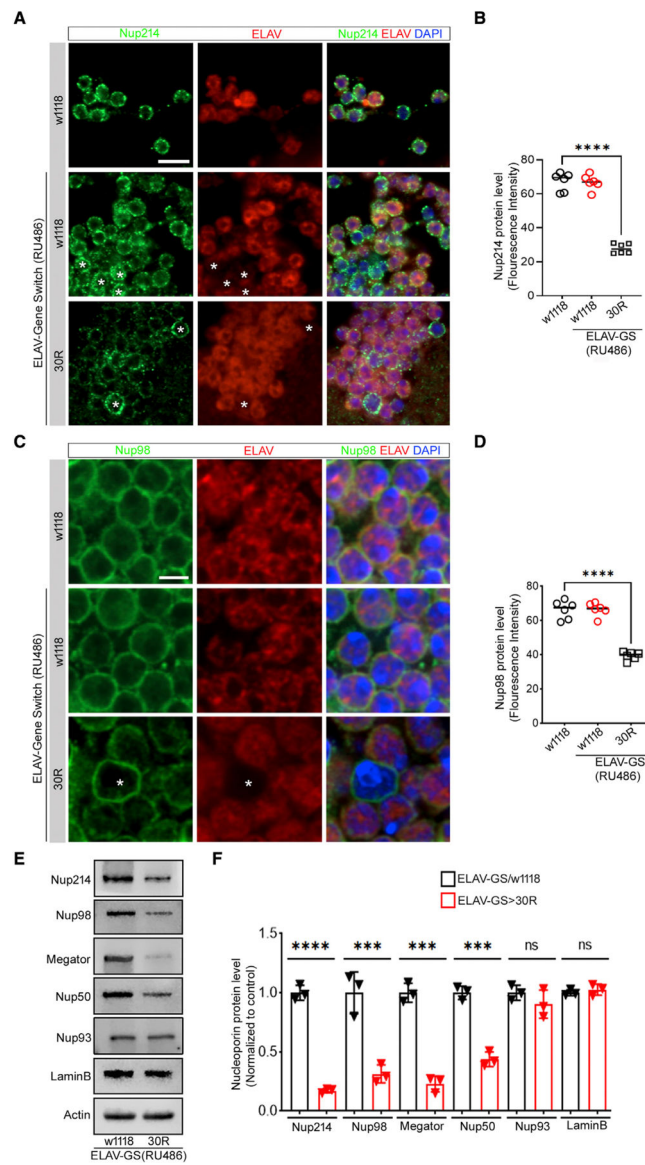 A
Nup214 ELAV Nup214 ELAV DAPI
w1118
ELAV-Gene Switch (RU486)
w1118
*
*
*
*
*
*
*
*
30R
*
*
*
*
B
Nup214 protein level
(Flourescence Intensity)
80
60
40
20
0
****
w1118 w1118 30R
ELAV-GS
(RU486)
C
Nup98 ELAV Nup98 ELAV DAPI
w1118
ELAV-Gene Switch (RU486)
w1118
30R
*
*
D
Nup98 protein level
(Flourescence Intensity)
80
60
40
20
0
****
w1118 w1118 30R
ELAV-GS
(RU486)
E
Nup214
Nup98
Megator
Nup50
Nup93
LaminB
Actin
w1118 30R
ELAV-GS(RU486)
F
ELAV-GS/w1118
ELAV-GS>30R
Nucleoporin protein level
(Normalized to control)
1.5
1.0
0.5
0.0
**** *** *** *** ns ns
Nup214 Nup98 Megator Nup50 Nup93 LaminB